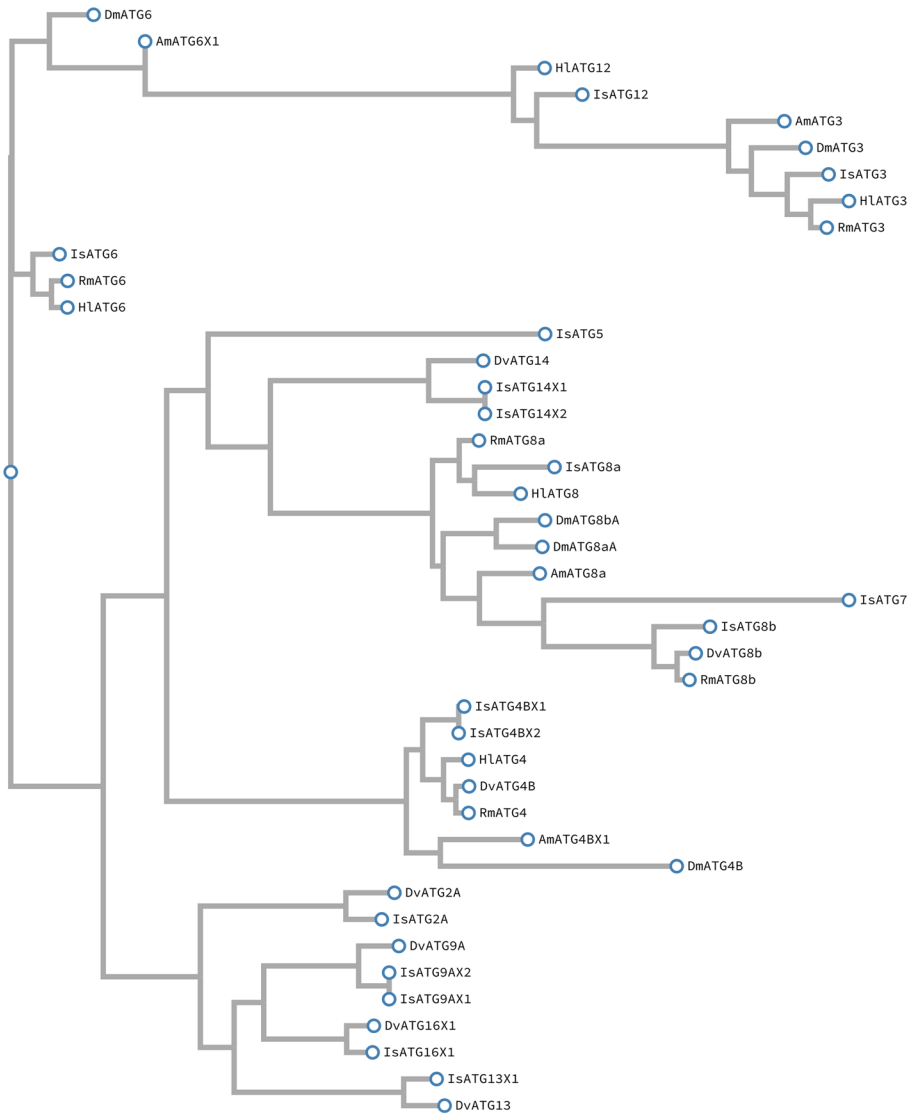 DmATG6
AmATG6X1
HlATG12
IsATG12
AmATG3
DmATG3
IsATG3
HlATG3
RmATG3
IsATG6
RmATG6
HlATG6
IsATG5
DvATG14
IsATG14X1
IsATG14X2
RmATG8a
IsATG8a
HlATG8
DmATG8bA
DmATG8aA
AmATG8a
IsATG7
IsATG8b
DvATG8b
RmATG8b
IsATG4BX1
IsATG4BX2
HlATG4
DvATG4B
RmATG4
AmATG4BX1
DmATG4B
DvATG2A
IsATG2A
DvATG9A
IsATG9AX2
IsATG9AX1
DvATG16X1
IsATG16X1
IsATG13X1
DvATG13